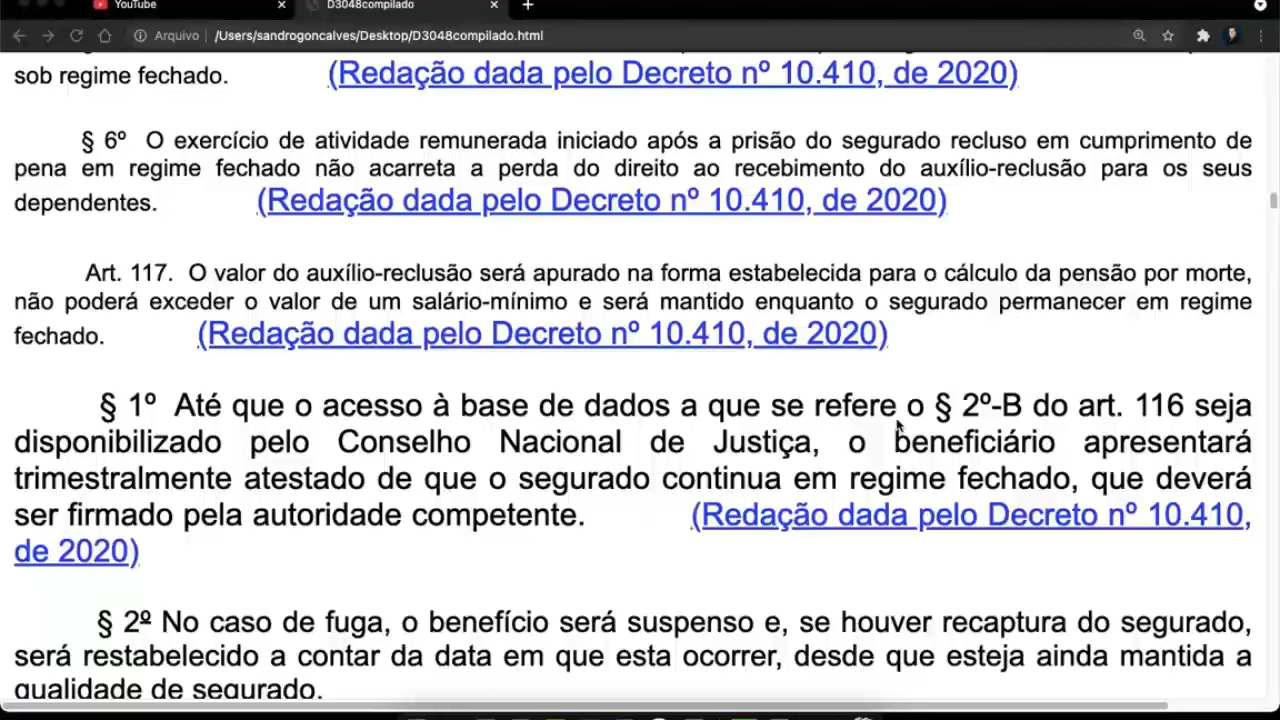 YouTube
D3048compilado
Arquivo
/Users/sandrogoncalves/Desktop/D3048compilado.html
sob regime fechado. (Redação dada pelo Decreto nº 10.410, de 2020)
§ 6º O exercício de atividade remunerada iniciado após a prisão do segurado recluso em cumprimento de
pena em regime fechado não acarreta a perda do direito ao recebimento do auxílio-reclusão para os seus
dependentes. (Redação dada pelo Decreto nº 10.410, de 2020)
Art. 117. O valor do auxílio-reclusão será apurado na forma estabelecida para o cálculo da pensão por morte,
não poderá exceder o valor de um salário-mínimo e será mantido enquanto o segurado permanecer em regime
fechado. (Redação dada pelo Decreto nº 10.410, de 2020)
§ 1º Até que o acesso à base de dados a que se refere o § 2º-B do art. 116 seja
disponibilizado pelo Conselho Nacional de Justiça, o beneficiário apresentará
trimestralmente atestado de que o segurado continua em regime fechado, que deverá
ser firmado pela autoridade competente. (Redação dada pelo Decreto nº 10.410,
de 2020)
§ 2º No caso de fuga, o benefício será suspenso e, se houver recaptura do segurado,
será restabelecido a contar da data em que esta ocorrer, desde que esteja ainda mantida a
qualidade de segurado.